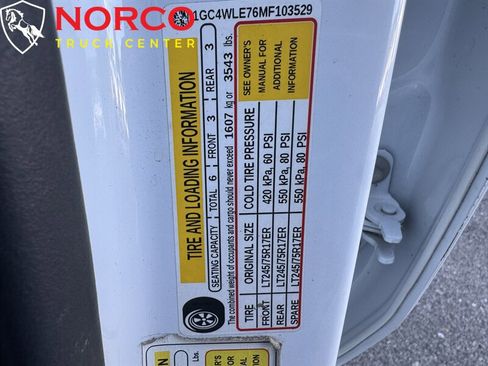 NORCO
TRUCK CENTER
1GC4WLE76MF103529
TIRE AND LOADING INFORMATION
SEATING CAPACITY TOTAL 6 FRONT 3 REAR 3
The combined weight of occupants and cargo should never exceed 1607 kg or 3543 lbs.
TIRE ORIGINAL SIZE COLD TIRE PRESSURE
FRONT LT245/75R17ER 420 kPa, 60 PSI
REAR LT245/75R17ER 550 kPa, 80 PSI
SPARE LT245/75R17ER 550 kPa, 80 PSI
SEE OWNER'S
MANUAL FOR
ADDITIONAL
INFORMATION
Lbs.